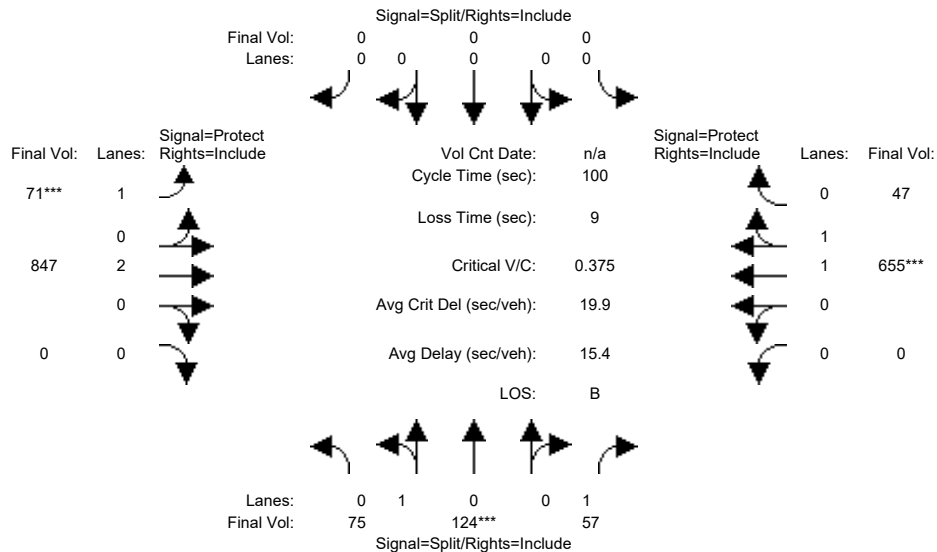 Signal=Split/Rights=Include
Final Vol: 0 0 0
Lanes: 0 0 0 0 0
Signal=Protect
Final Vol: Lanes: Rights=Include
Vol Cnt Date: n/a
Signal=Protect
Rights=Include Lanes: Final Vol:
Cycle Time (sec): 100
71*** 1
0 47
Loss Time (sec): 9
0
1
847 2
Critical V/C: 0.375
1 655***
0
Avg Crit Del (sec/veh): 19.9
0
0 0
Avg Delay (sec/veh): 15.4
0 0
LOS: B
Lanes: 0 1 0 0 1
Final Vol: 75 124*** 57
Signal=Split/Rights=Include